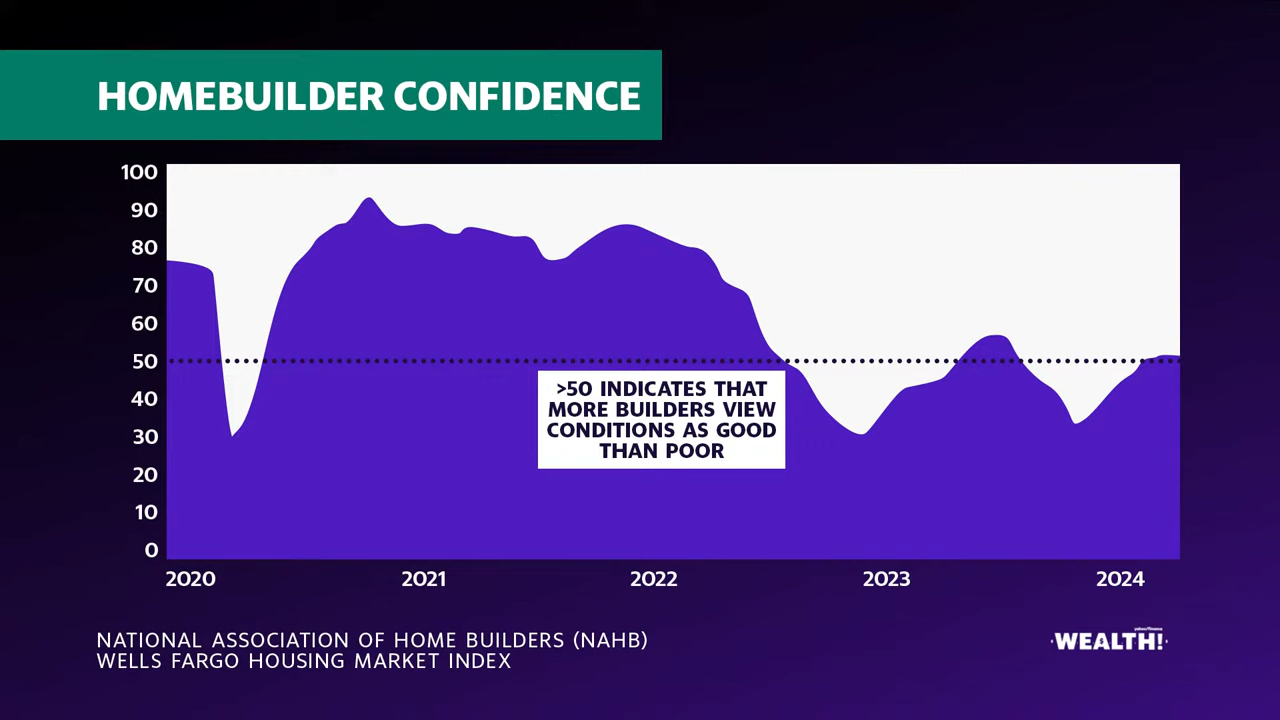 HOMEBUILDER CONFIDENCE
100
90
80
70
60
50
40
30
20
10
0
>50 INDICATES THAT
MORE BUILDERS VIEW
CONDITIONS AS GOOD
THAN POOR
2020 2021 2022 2023 2024
NATIONAL ASSOCIATION OF HOME BUILDERS (NAHB)
WELLS FARGO HOUSING MARKET INDEX
yahoo!finance
WEALTH!